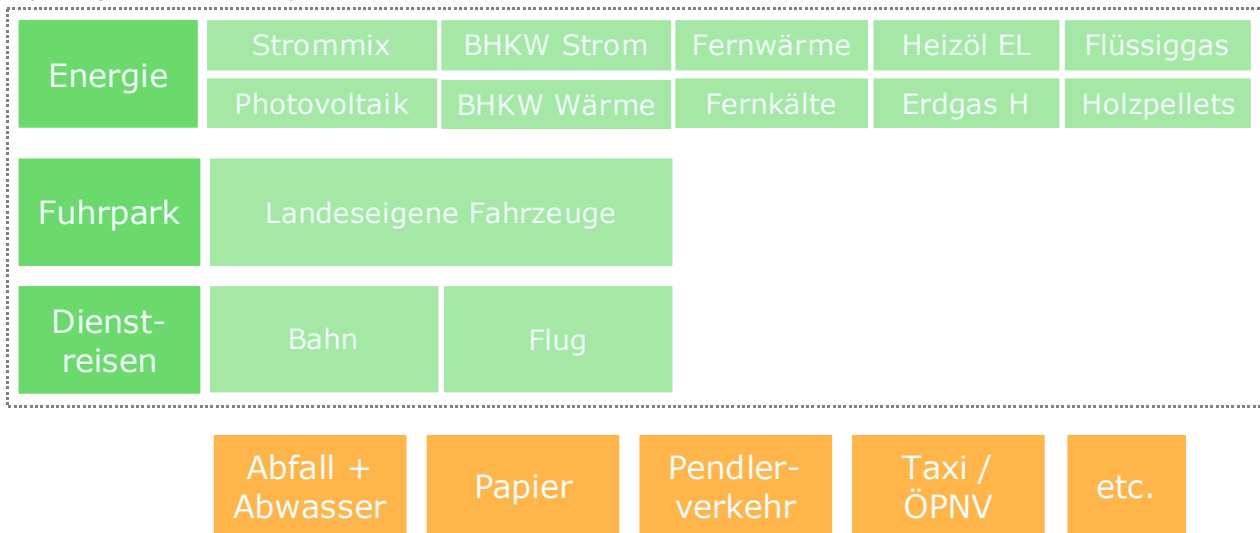 Energie
Strommix
BHKW Strom
Fernwärme
Heizöl EL
Flüssiggas
Photovoltaik
BHKW Wärme
Fernkälte
Erdgas H
Holzpellets
Fuhrpark
Landeseigene Fahrzeuge
Dienst-
reisen
Bahn
Flug
Abfall +
Abwasser
Papier
Pendler-
verkehr
Taxi /
ÖPNV
etc.